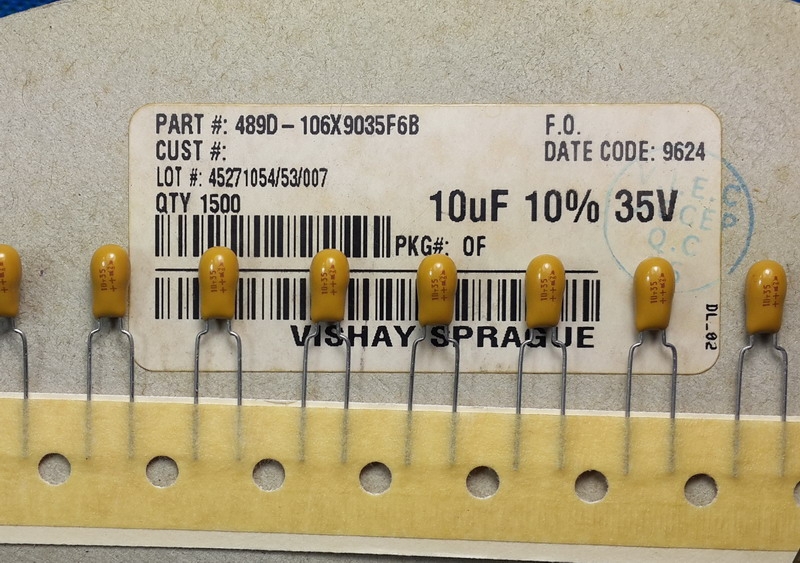 PART #: 489D-106X9035F6B
F.O.
CUST #:
DATE CODE: 9624
LOT #: 45271054/53/007
QTY 1500
10uF 10% 35V
PKG#: 0F
VISHAY SPRAGUE
DL_02